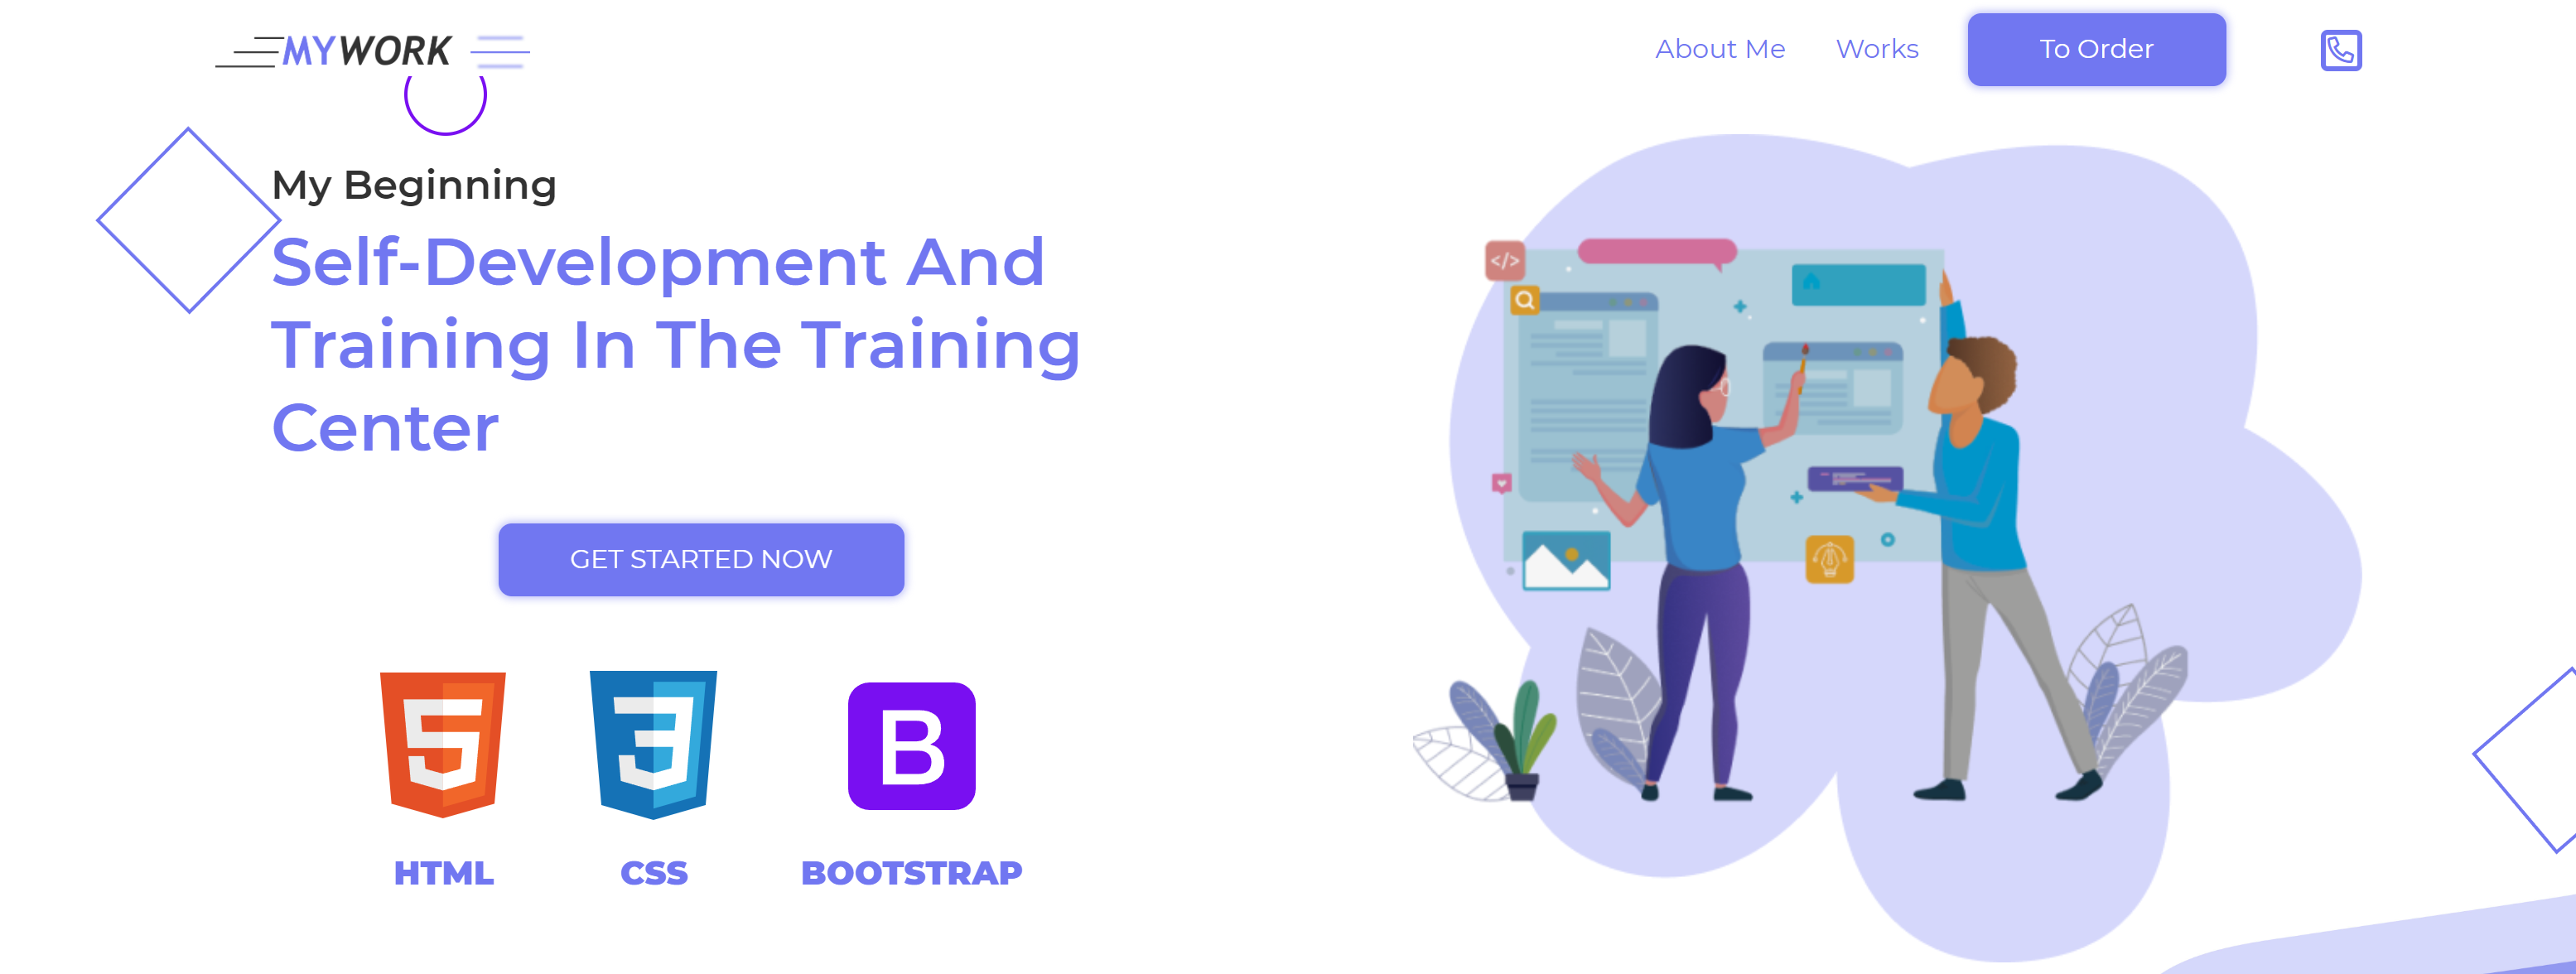 MYWORK
About Me
Works
To Order
My Beginning
Self-Development And
Training In The Training
Center
GET STARTED NOW
</>
5
3
B
HTML
CSS
BOOTSTRAP